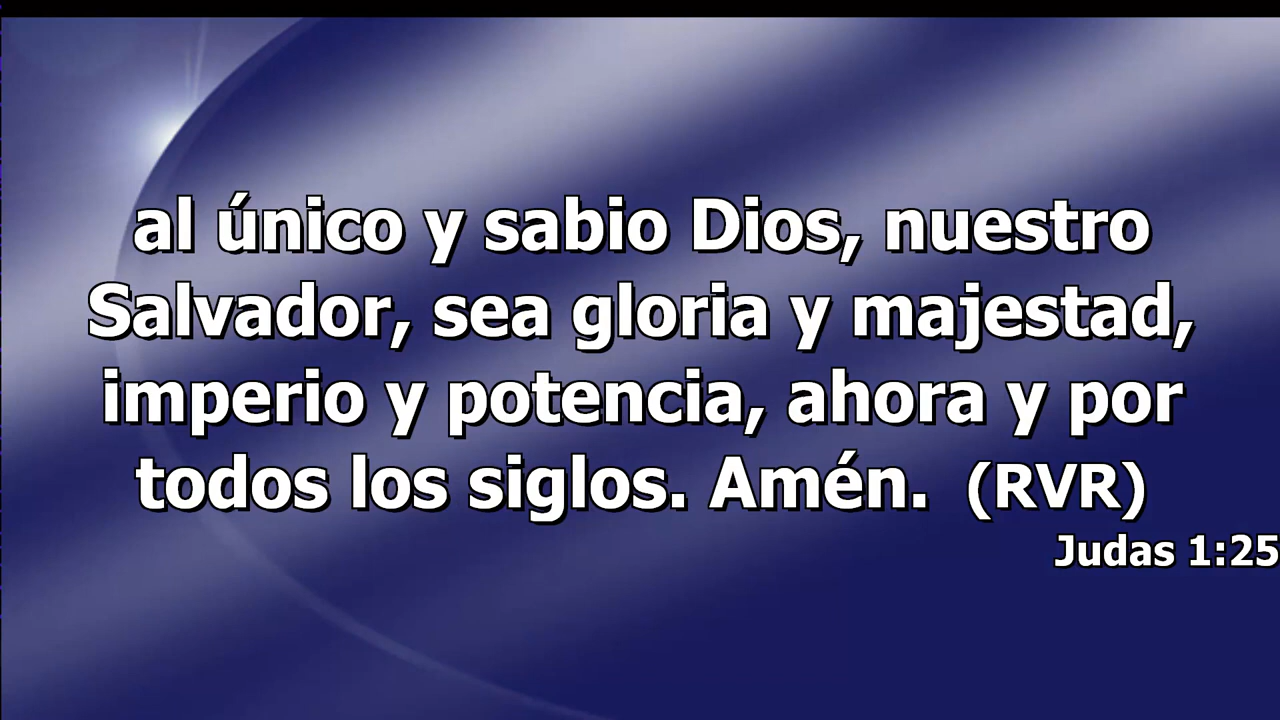 al único y sabio Dios, nuestro
Salvador, sea gloria y majestad,
imperio y potencia, ahora y por
todos los siglos. Amén. (RVR)
Judas 1:25